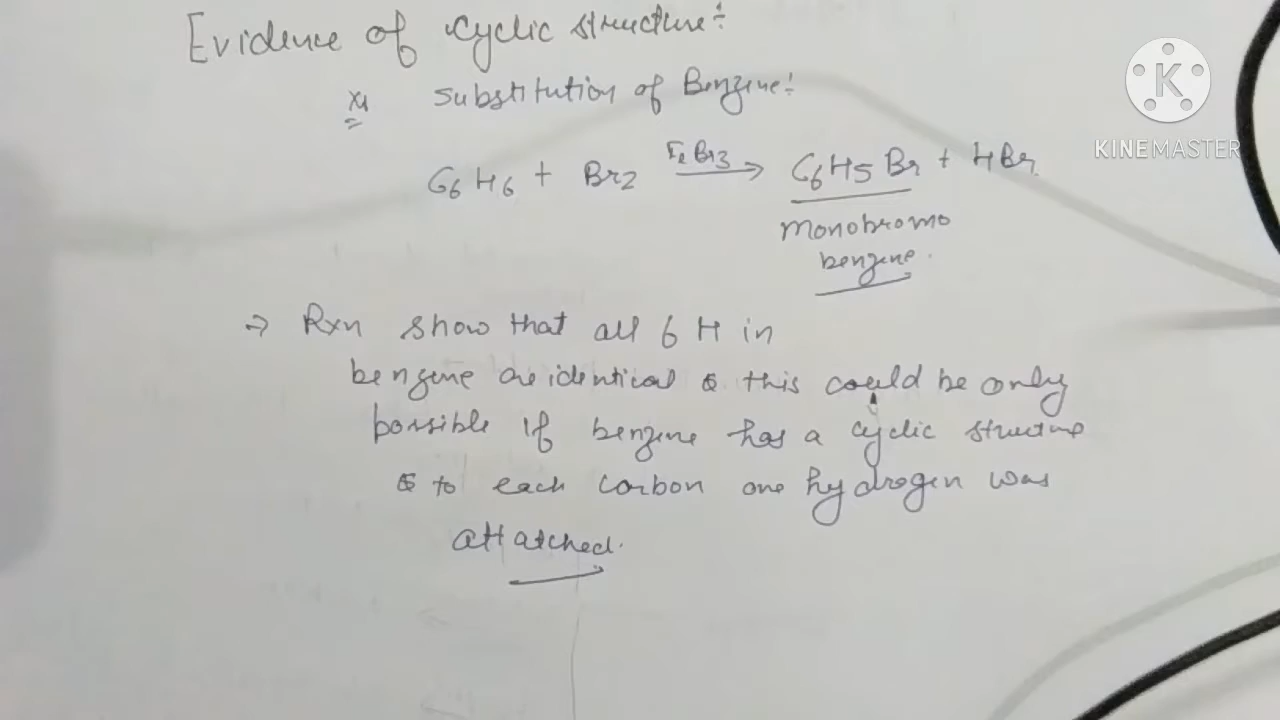 Evidence of cyclic structure:
Substitution of Benzene:
C6H6 + Br2 FeBr3 → C6H5Br + HBr.
monobromo
benzene.
→ Rxn show that all 6 H in
benzene are identical & this could be only
possible if benzene has a cyclic structure
& to each carbon one hydrogen was
attatched.
K
KINEMASTER